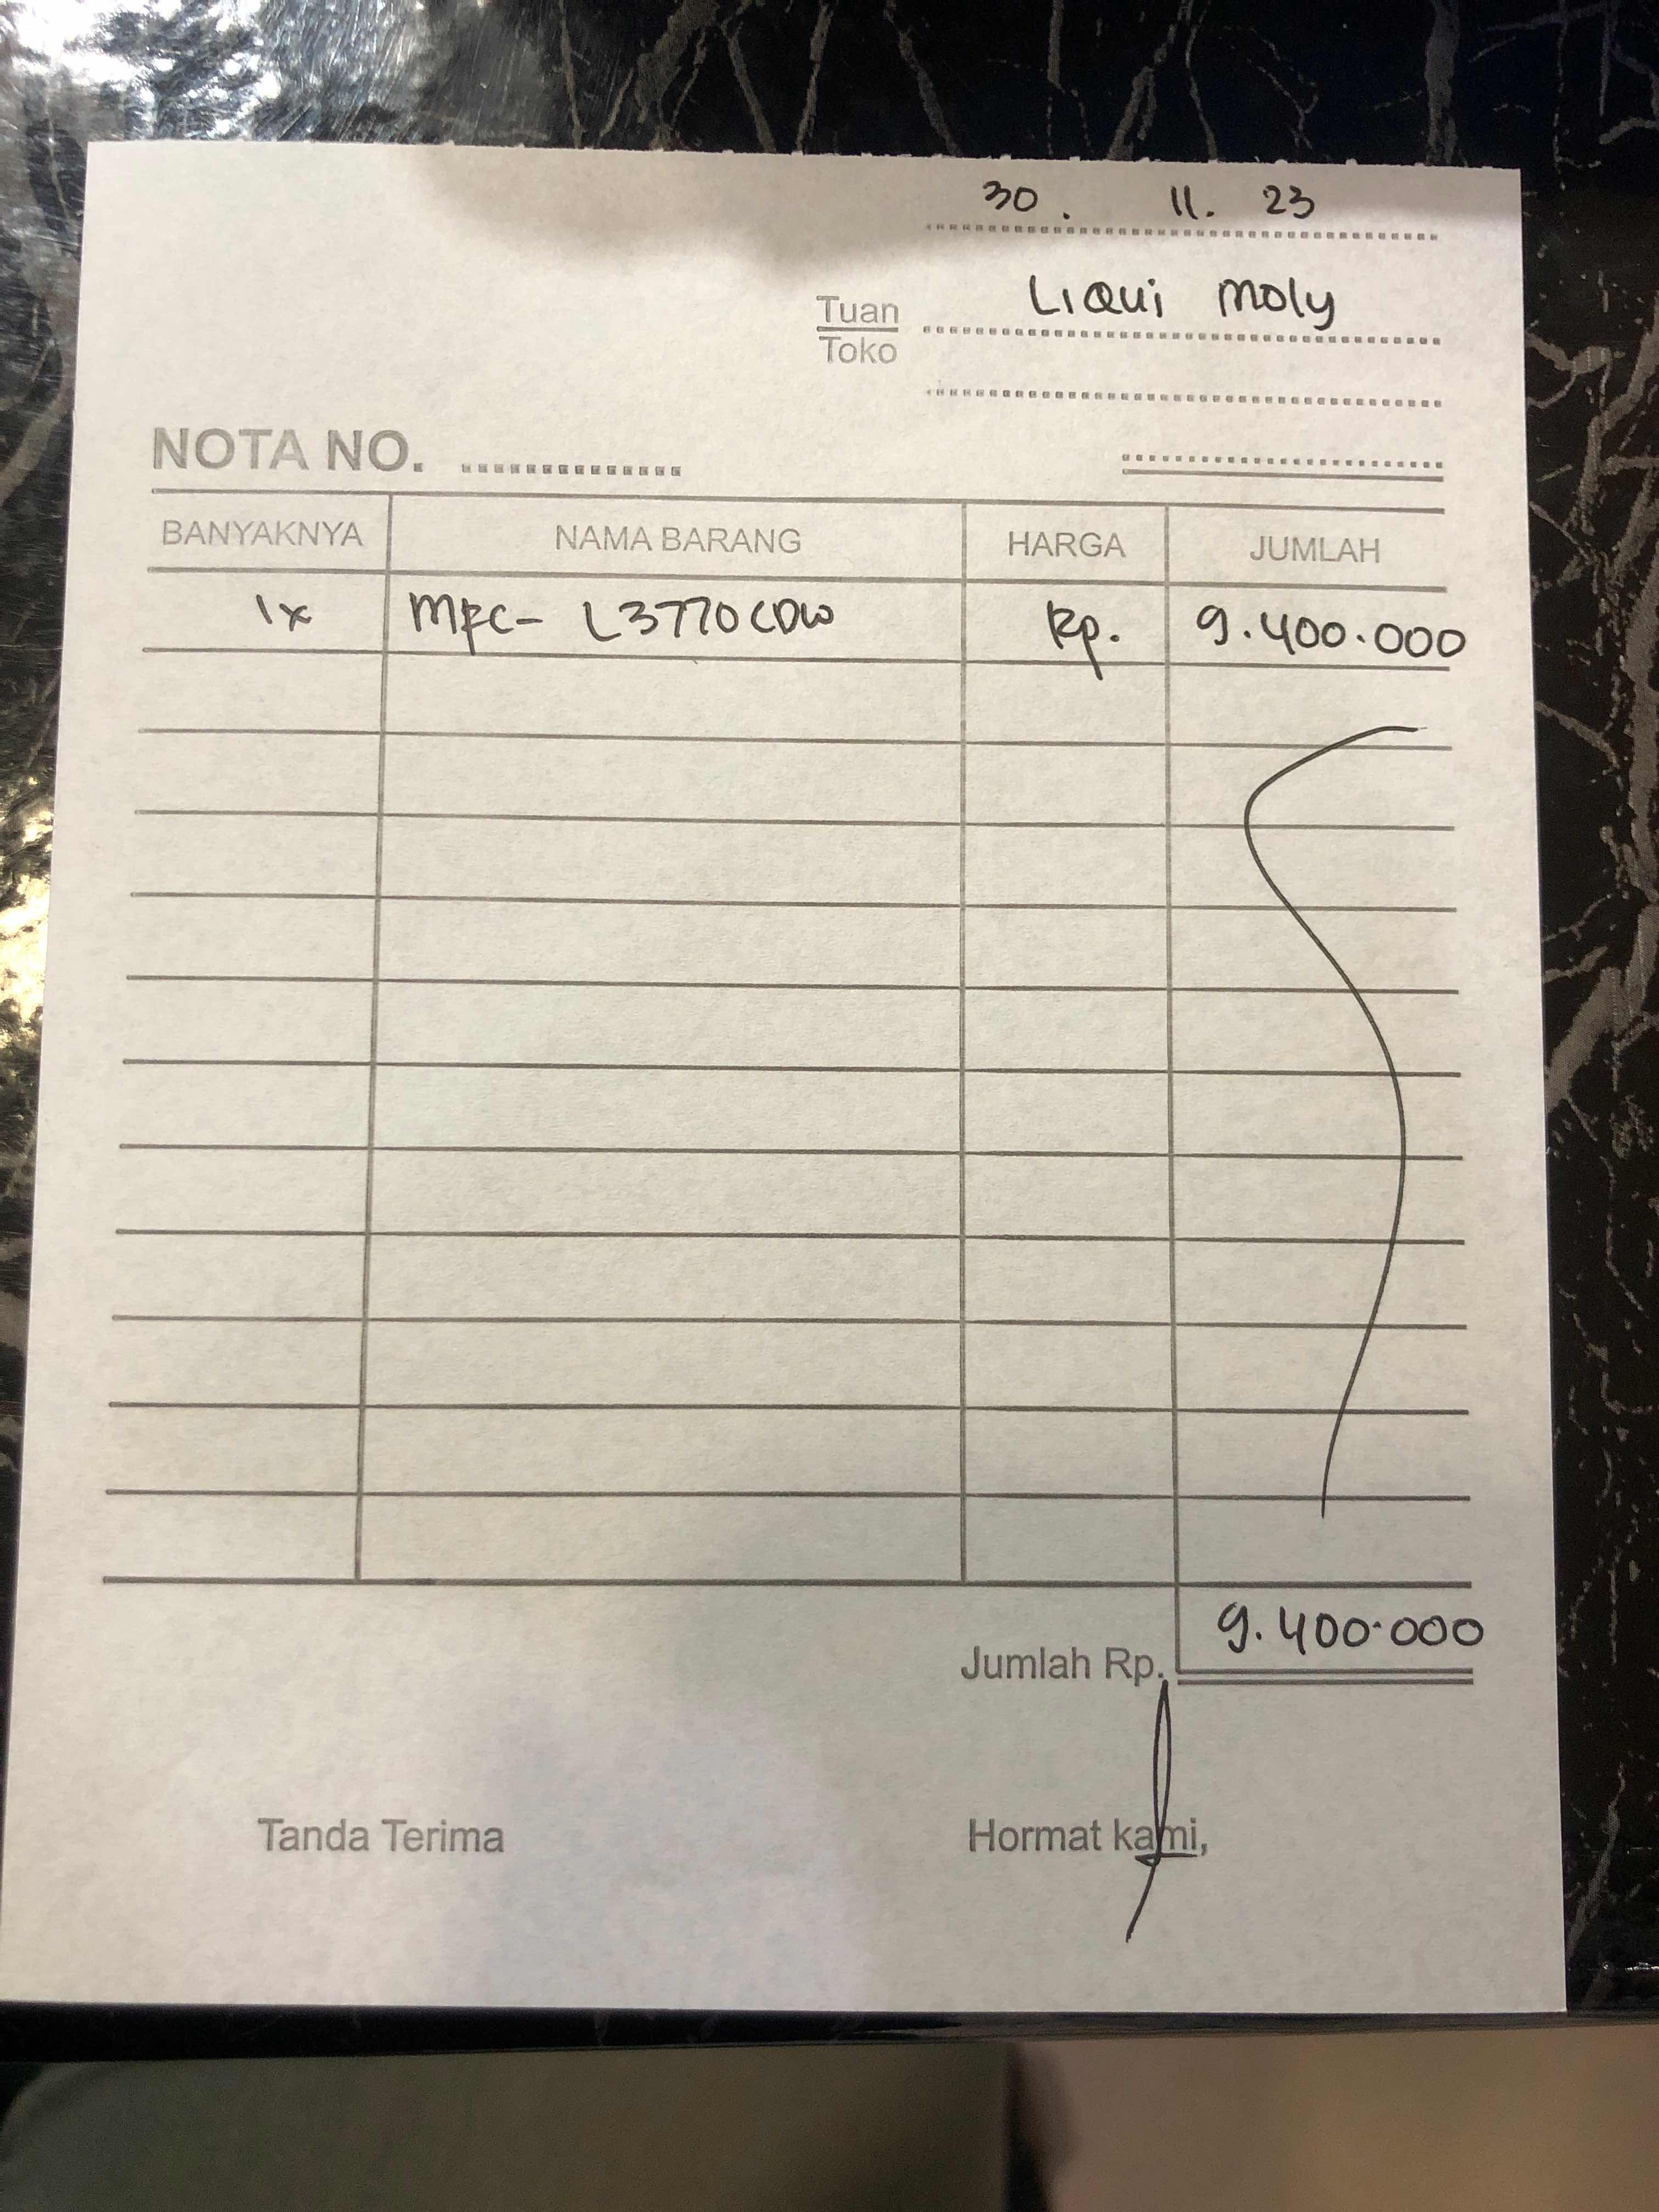 30. 11. 23
Tuan Liqui moly
Toko
NOTA NO.
BANYAKNYA NAMA BARANG HARGA JUMLAH
1x MFC- L3770CDW Rp. 9.400.000
9.400.000
Jumlah Rp.
Tanda Terima Hormat kami,